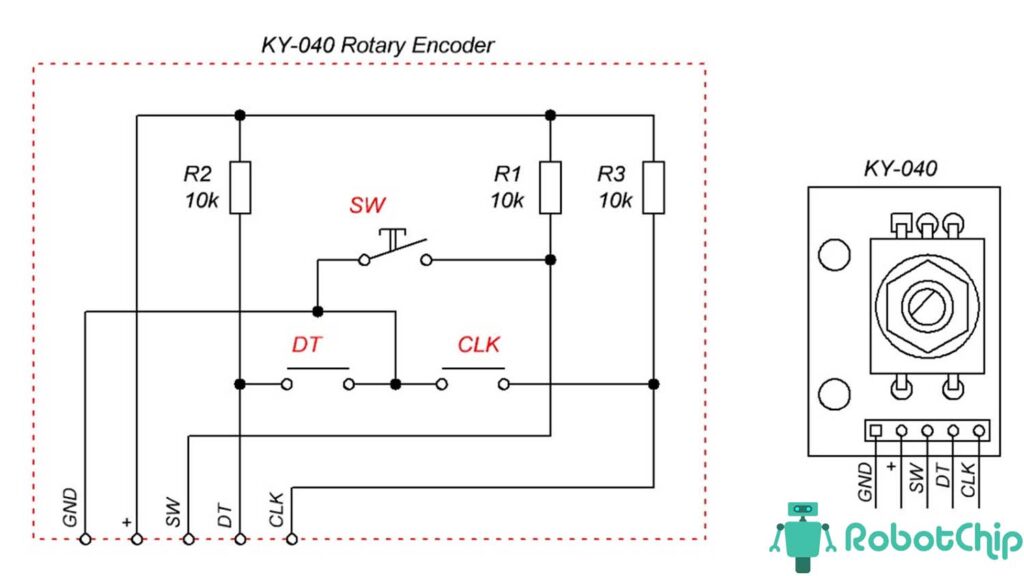 KY-040 Rotary Encoder
R2
10k
SW
R1
10k
R3
10k
DT
CLK
GND
+
SW
DT
CLK
KY-040
GND
+
SW
DT
CLK
RobotChip